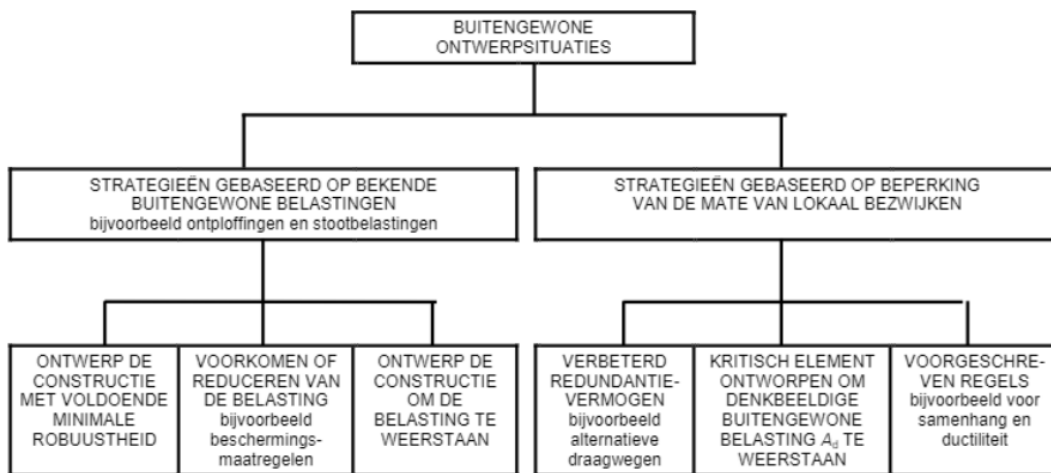 BUITENGEWONE
ONTWERPSITUATIES
STRATEGIEËN GEBASEERD OP BEKENDE
BUITENGEWONE BELASTINGEN
bijvoorbeeld ontploffingen en stootbelastingen
STRATEGIEËN GEBASEERD OP BEPERKING
VAN DE MATE VAN LOKAAL BEZWIJKEN
ONTWERP DE
CONSTRUCTIE
MET VOLDOENDE
MINIMALE
ROBUUSTHEID
VOORKOMEN OF
REDUCEREN VAN
DE BELASTING
bijvoorbeeld
beschermings-
maatregelen
ONTWERP DE
CONSTRUCTIE
OM DE
BELASTING TE
WEERSTAAN
VERBETERD
REDUNDANTIE-
VERMOGEN
bijvoorbeeld
alternatieve
draagwegen
KRITISCH ELEMENT
ONTWORPEN OM
DENKBEELDIGE
BUITENGEWONE
BELASTING Ad TE
WEERSTAAN
VOORGESCHRE-
VEN REGELS
bijvoorbeeld voor
samenhang en
ductiliteit